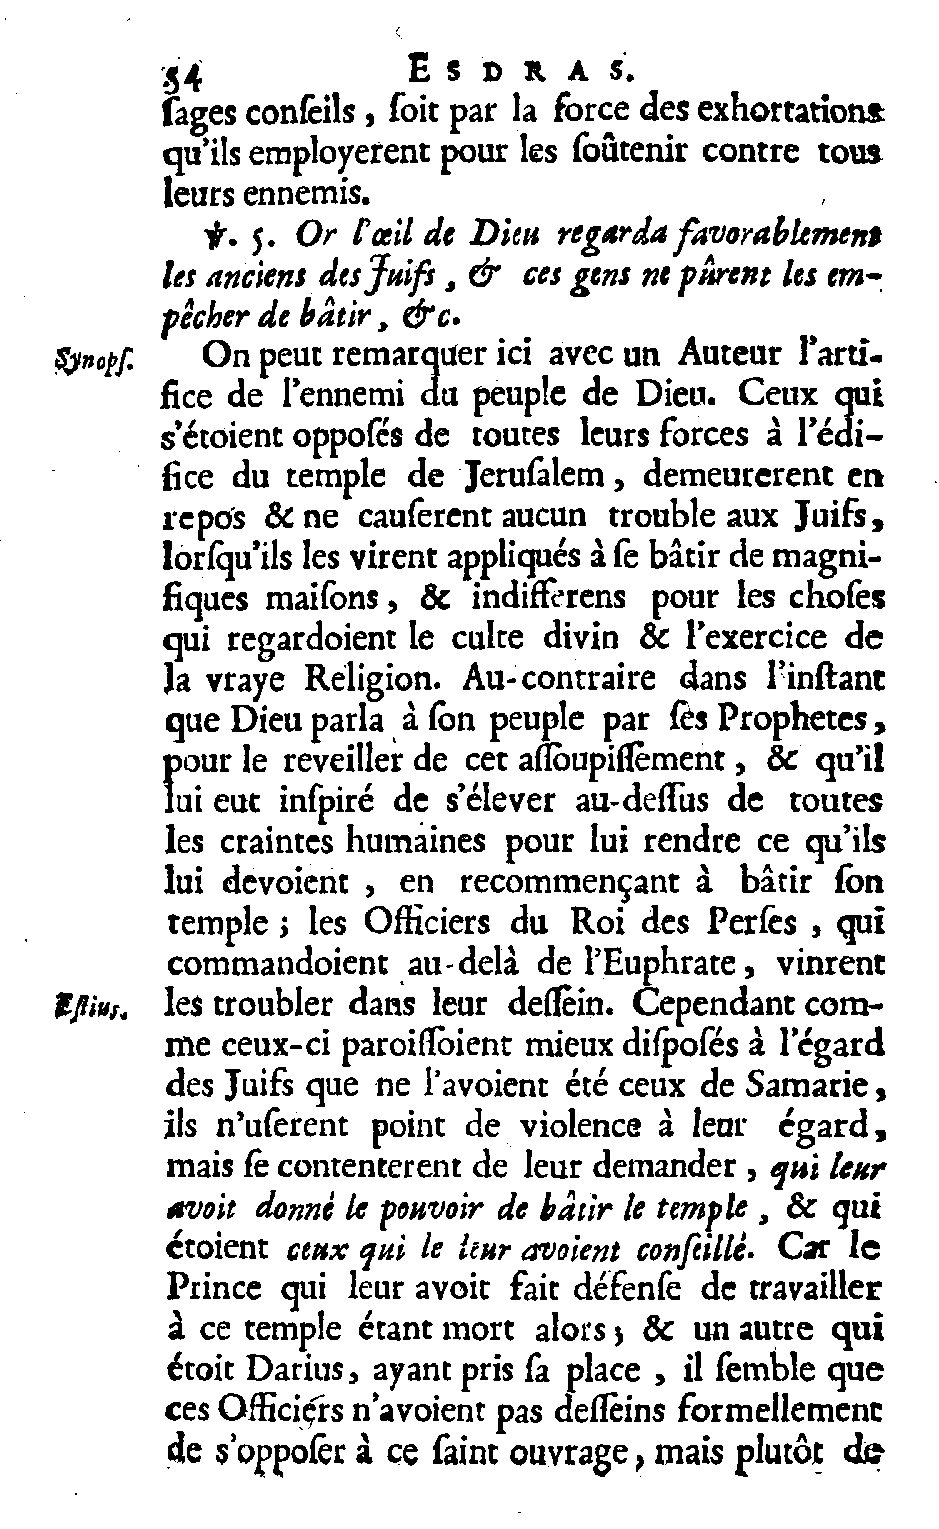 54 ESDRAS.
ſages conſeils, ſoit par la force des exhortations
qu'ils employerent pour les ſoûtenir contre tous
leurs ennemis.
℣. 5. Or l'œil de Dieu regarda favorablement
les anciens des Juifs, & ces gens ne pûrent les em-
pêcher de bâtir, &c.
Synopſ. On peut remarquer ici avec un Auteur l'arti-
fice de l'ennemi du peuple de Dieu. Ceux qui
s'étoient oppoſés de toutes leurs forces à l'édi-
fice du temple de Jeruſalem, demeurerent en
repos & ne cauſerent aucun trouble aux Juifs,
lorſqu'ils les virent appliqués à ſe bâtir de magni-
fiques maiſons, & indifferens pour les choſes
qui regardoient le culte divin & l'exercice de
la vraye Religion. Au-contraire dans l'inſtant
que Dieu parla à ſon peuple par ſes Prophetes,
pour le reveiller de cet aſſoupiſſement, & qu'il
lui eut inſpiré de s'élever au-deſſus de toutes
les craintes humaines pour lui rendre ce qu'ils
lui devoient, en recommençant à bâtir ſon
temple; les Officiers du Roi des Perſes, qui
commandoient au-delà de l'Euphrate, vinrent
Eſtius. les troubler dans leur deſſein. Cependant com-
me ceux-ci paroiſſoient mieux diſpoſés à l'égard
des Juifs que ne l'avoient été ceux de Samarie,
ils n'uſerent point de violence à leur égard,
mais ſe contenterent de leur demander, qui leur
avoit donné le pouvoir de bâtir le temple, & qui
étoient ceux qui le leur avoient conſeillé. Car le
Prince qui leur avoit fait défenſe de travailler
à ce temple étant mort alors; & un autre qui
étoit Darius, ayant pris ſa place, il ſemble que
ces Officiers n'avoient pas deſſeins formellement
de s'oppoſer à ce ſaint ouvrage, mais plutôt de